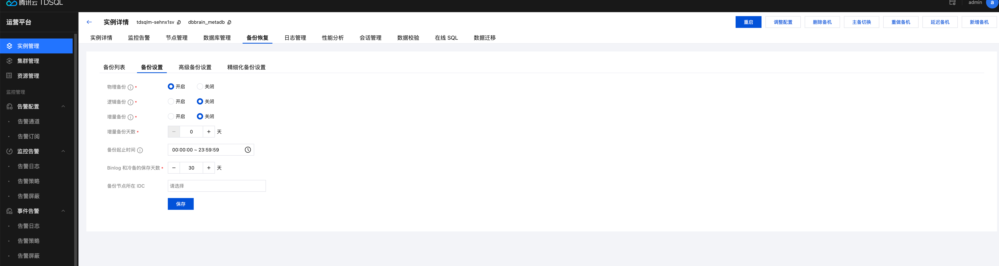 腾讯云 TDSQL
admin
a
运营平台
实例管理
集群管理
资源管理
监控管理
告警配置
告警通道
告警订阅
监控告警
告警日志
告警策略
告警屏蔽
事件告警
告警日志
告警策略
告警屏蔽
实例详情 tdsqlm-sehnx1sv dbbrain_metadb
重启 调整配置 删除备机 主备切换 重做备机 延迟备机 新增备机
实例详情 监控告警 节点管理 数据库管理 备份恢复 日志管理 性能分析 会话管理 数据校验 在线 SQL 数据迁移
备份列表 备份设置 高级备份设置 精细化备份设置
物理备份 * 开启 关闭
逻辑备份 * 开启 关闭
增量备份 * 开启 关闭
增量备份天数 * − 0 + 天
备份起止时间 00:00:00 ~ 23:59:59
Binlog 和冷备的保存天数 * − 30 + 天
备份节点所在 IDC 请选择
保存